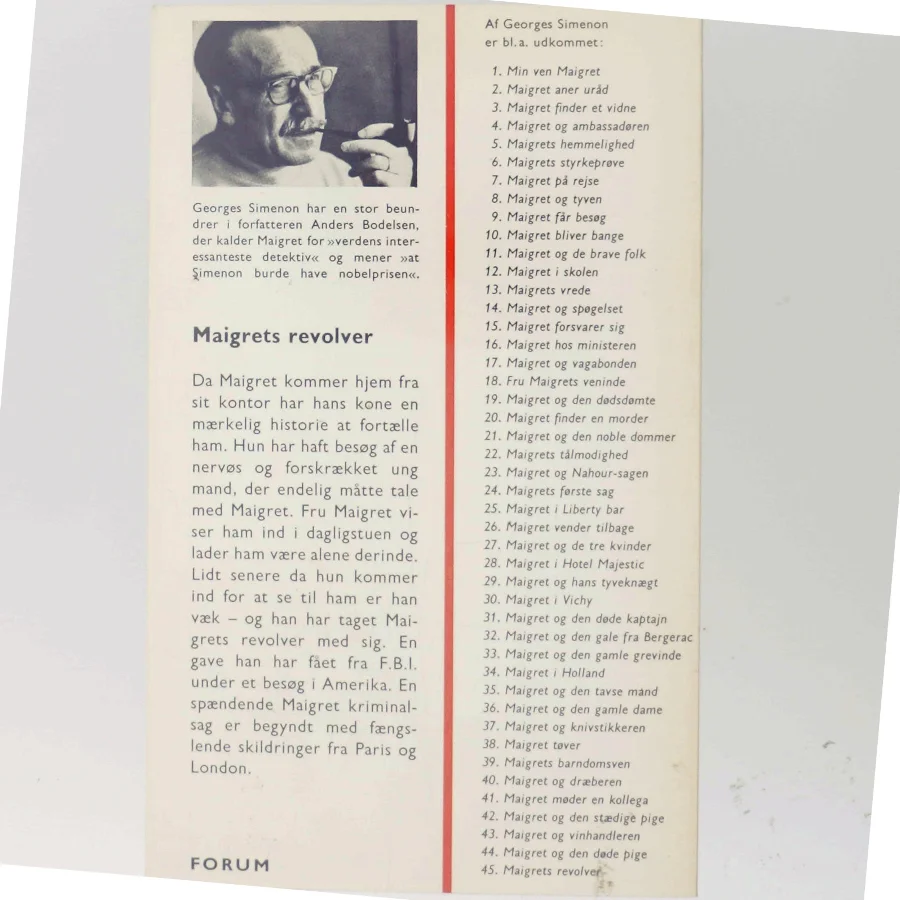 Georges Simenon har en stor beun-
drer i forfatteren Anders Bodelsen,
der kalder Maigret for »verdens inter-
essanteste detektiv« og mener »at
Simenon burde have nobelprisen«.
Maigrets revolver
Da Maigret kommer hjem fra
sit kontor har hans kone en
mærkelig historie at fortælle
ham. Hun har haft besøg af en
nervøs og forskrækket ung
mand, der endelig måtte tale
med Maigret. Fru Maigret vi-
ser ham ind i dagligstuen og
lader ham være alene derinde.
Lidt senere da hun kommer
ind for at se til ham er han
væk – og han har taget Mai-
grets revolver med sig. En
gave han har fået fra F.B.I.
under et besøg i Amerika. En
spændende Maigret kriminal-
sag er begyndt med fængs-
lende skildringer fra Paris og
London.
FORUM
Af Georges Simenon
er bl.a. udkommet:
1. Min ven Maigret
2. Maigret aner uråd
3. Maigret finder et vidne
4. Maigret og ambassadøren
5. Maigrets hemmelighed
6. Maigrets styrkeprøve
7. Maigret på rejse
8. Maigret og tyven
9. Maigret får besøg
10. Maigret bliver bange
11. Maigret og de brave folk
12. Maigret i skolen
13. Maigrets vrede
14. Maigret og spøgelset
15. Maigret forsvarer sig
16. Maigret hos ministeren
17. Maigret og vagabonden
18. Fru Maigrets veninde
19. Maigret og den dødsdømte
20. Maigret finder en morder
21. Maigret og den noble dommer
22. Maigrets tålmodighed
23. Maigret og Nahour-sagen
24. Maigrets første sag
25. Maigret i Liberty bar
26. Maigret vender tilbage
27. Maigret og de tre kvinder
28. Maigret i Hotel Majestic
29. Maigret og hans tyveknægt
30. Maigret i Vichy
31. Maigret og den døde kaptajn
32. Maigret og den gale fra Bergerac
33. Maigret og den gamle grevinde
34. Maigret i Holland
35. Maigret og den tavse mand
36. Maigret og den gamle dame
37. Maigret og knivstikkeren
38. Maigret tøver
39. Maigrets barndomsven
40. Maigret og dræberen
41. Maigret møder en kollega
42. Maigret og den stædige pige
43. Maigret og vinhandleren
44. Maigret og den døde pige
45. Maigrets revolver